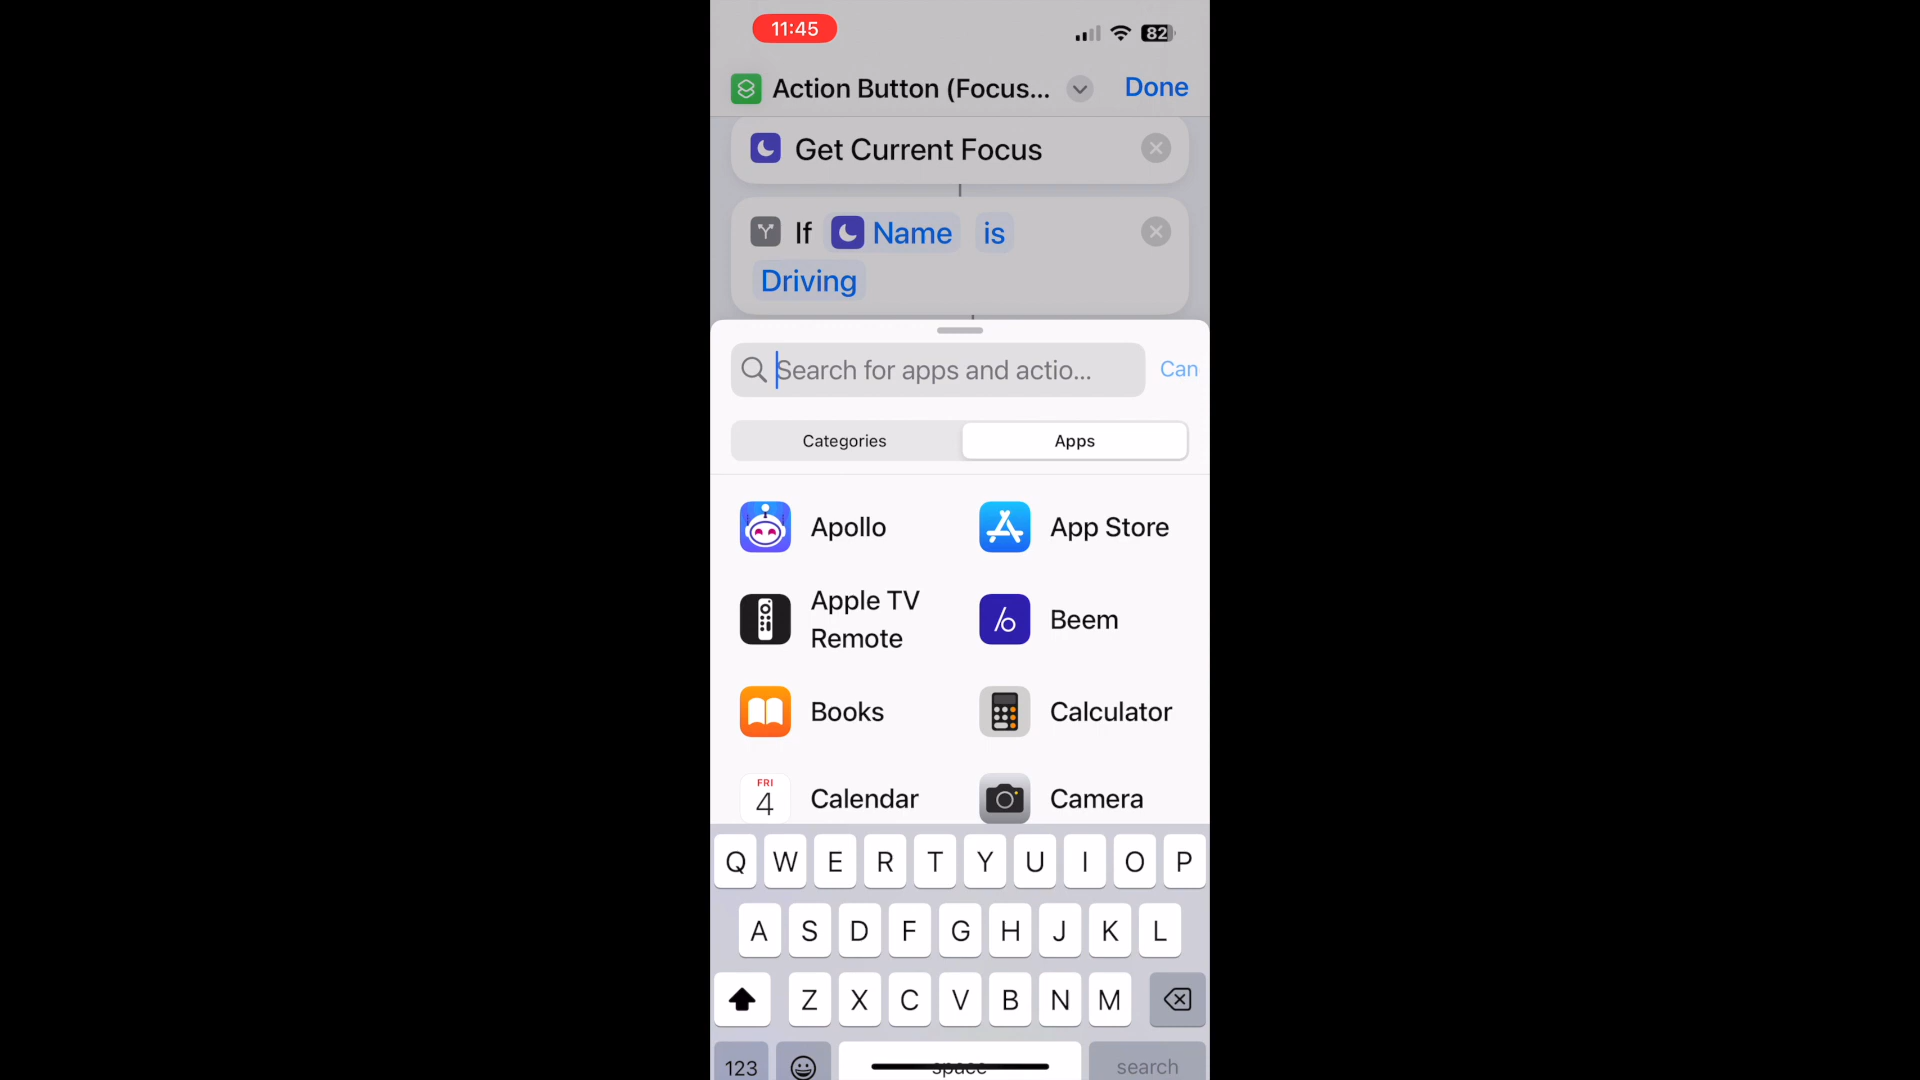 11:45
82
Action Button (Focus...
Done
Get Current Focus
If Name is
Driving
Search for apps and actio...
Can
Categories
Apps
Apollo
App Store
Apple TV
Remote
Beem
Books
Calculator
FRI
4
Calendar
Camera
Q W E R T Y U I O P
A S D F G H J K L
Z X C V B N M
123
space
search